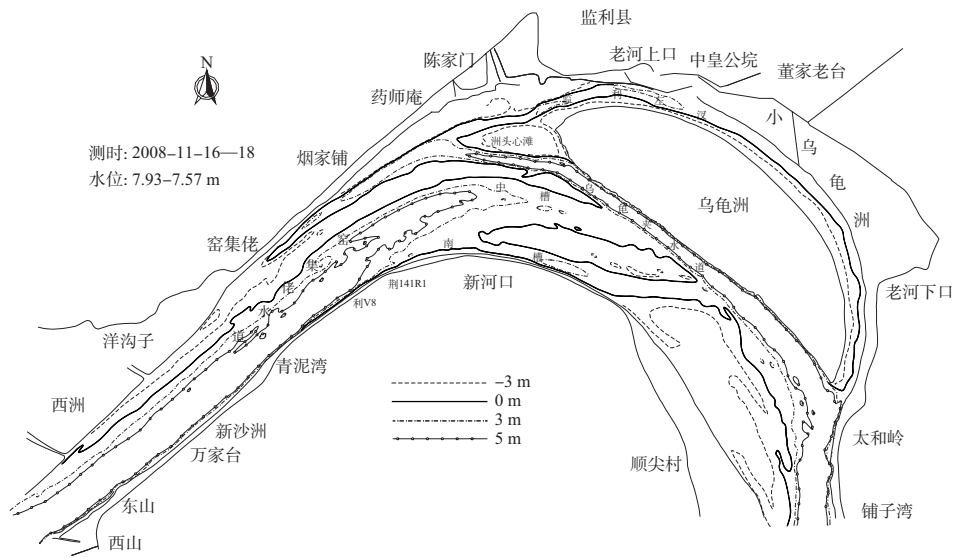 监利县
陈家门
老河上口
中皇公垸
董家老台
N
药师庵
监利左汊
小乌龟洲
测时: 2008-11-16—18
水位: 7.93-7.57 m
烟家铺
洲头心滩
乌龟洲
中槽
乌龟夹水道
窑集佬
窑集佬水道
南槽
新河口
荆141R1
利V8
老河下口
洋沟子
青泥湾
-3 m
0 m
3 m
5 m
西洲
新沙洲
万家台
太和岭
顺尖村
东山
铺子湾
西山